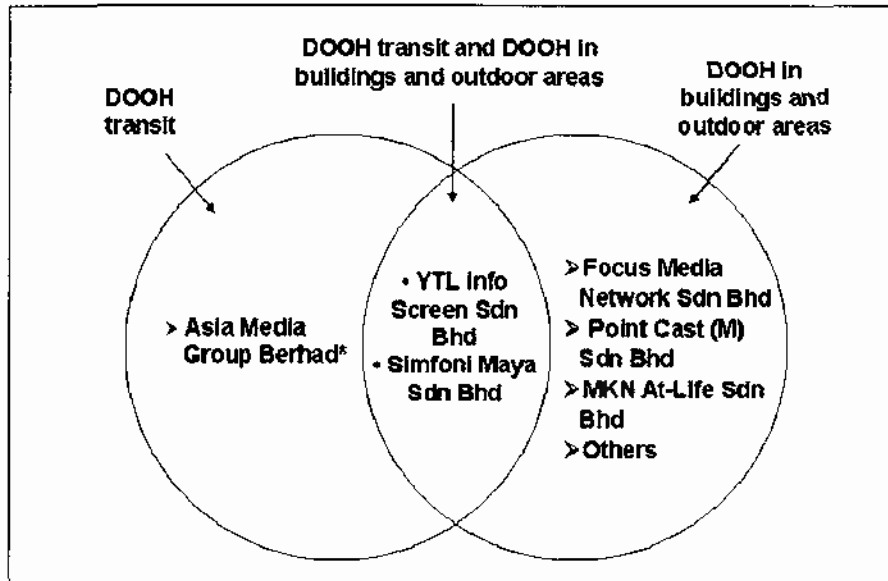 DOOH transit and DOOH in
buildings and outdoor areas
DOOH
transit
DOOH in
buildings and
outdoor areas
➢ Asia Media
Group Berhad*
• YTL Info
Screen Sdn
Bhd
• Simfoni Maya
Sdn Bhd
➢ Focus Media
Network Sdn Bhd
➢ Point Cast (M)
Sdn Bhd
➢ MKN At-Life Sdn
Bhd
➢ Others